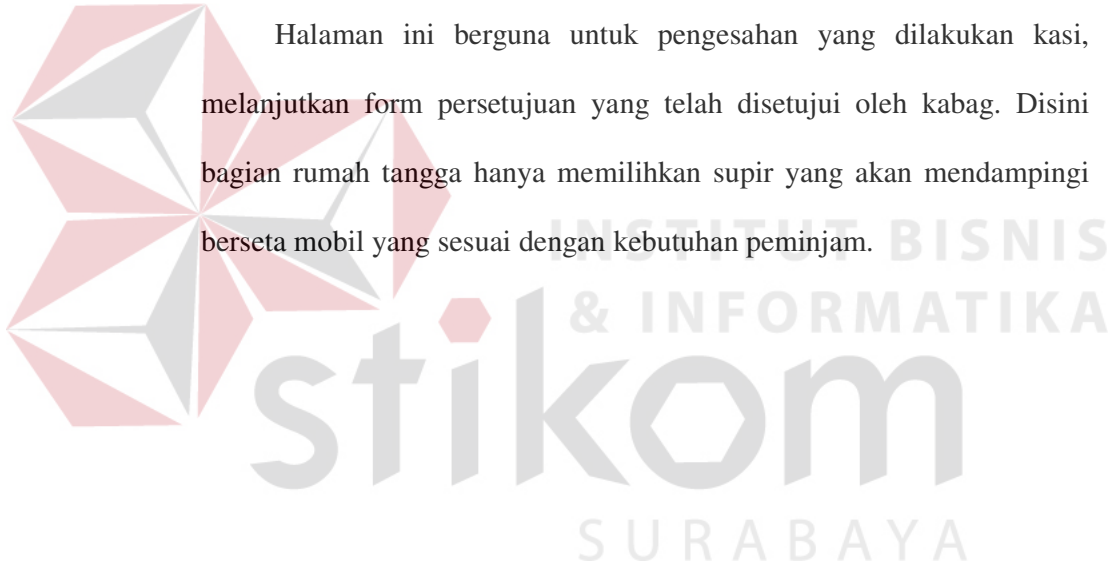 Halaman ini berguna untuk pengesahan yang dilakukan kasi,
melanjutkan form persetujuan yang telah disetujui oleh kabag. Disini
bagian rumah tangga hanya memilihkan supir yang akan mendampingi
berseta mobil yang sesuai dengan kebutuhan peminjam.
INSTITUT BISNIS
& INFORMATIKA
stikom
SURABAYA